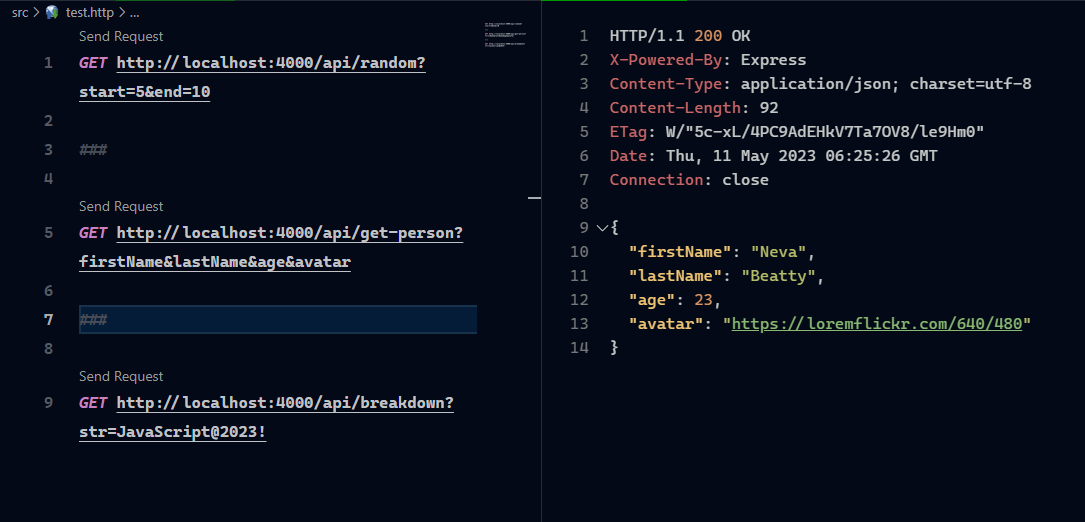 src > test.http > ...
Send Request
1 GET http://localhost:4000/api/random?
start=5&end=10
2
3 ###
4
Send Request
5 GET http://localhost:4000/api/get-person?
firstName&lastName&age&avatar
6
7 ###
8
Send Request
9 GET http://localhost:4000/api/breakdown?
str=JavaScript@2023!
1 HTTP/1.1 200 OK
2 X-Powered-By: Express
3 Content-Type: application/json; charset=utf-8
4 Content-Length: 92
5 ETag: W/"5c-xL/4PC9AdEHkV7Ta7OV8/le9Hm0"
6 Date: Thu, 11 May 2023 06:25:26 GMT
7 Connection: close
8
9 {
10 "firstName": "Neva",
11 "lastName": "Beatty",
12 "age": 23,
13 "avatar": "https://loremflickr.com/640/480"
14 }